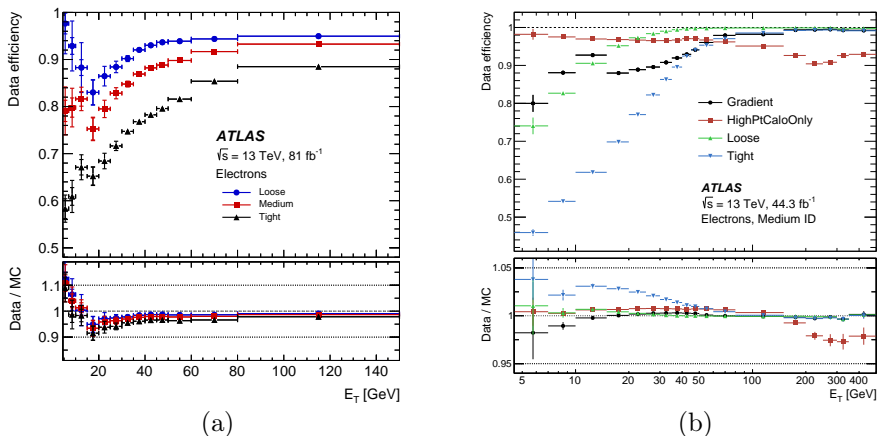 Data efficiency
1
0.9
0.8
0.7
0.6
0.5
ATLAS
√s = 13 TeV, 81 fb-1
Electrons
Loose
Medium
Tight
Data / MC
1.1
1
0.9
20 40 60 80 100 120 140
ET [GeV]
(a)
Data efficiency
1
0.9
0.8
0.7
0.6
0.5
Gradient
HighPtCaloOnly
Loose
Tight
ATLAS
√s = 13 TeV, 44.3 fb-1
Electrons, Medium ID
Data / MC
1.05
1
0.95
5 10 20 30 40 50 100 200 300 400
ET [GeV]
(b)